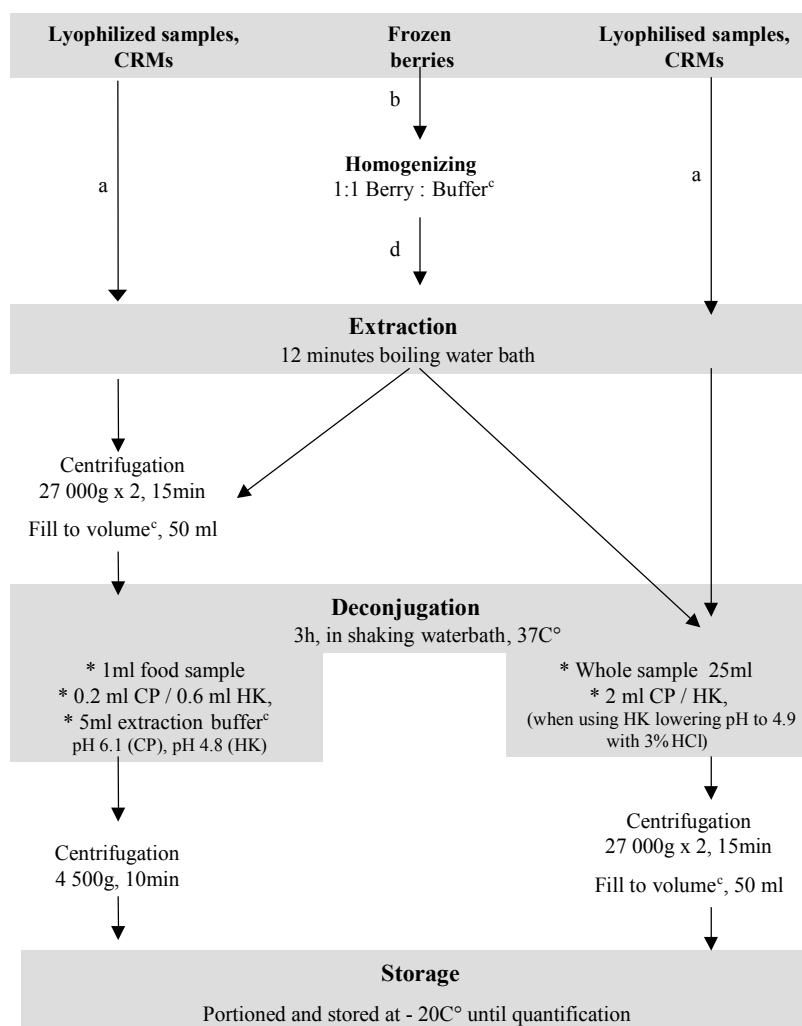 Lyophilized samples,
CRMs
Frozen
berries
Lyophilised samples,
CRMs
b
a
Homogenizing
1:1 Berry : Bufferᶜ
a
d
Extraction
12 minutes boiling water bath
Centrifugation
27 000g x 2, 15min
Fill to volumeᶜ, 50 ml
Deconjugation
3h, in shaking waterbath, 37C°
* 1ml food sample
* 0.2 ml CP / 0.6 ml HK,
* 5ml extraction bufferᶜ
pH 6.1 (CP), pH 4.8 (HK)
* Whole sample 25ml
* 2 ml CP / HK,
(when using HK lowering pH to 4.9
with 3% HCl)
Centrifugation
4 500g, 10min
Centrifugation
27 000g x 2, 15min
Fill to volumeᶜ, 50 ml
Storage
Portioned and stored at - 20C° until quantification